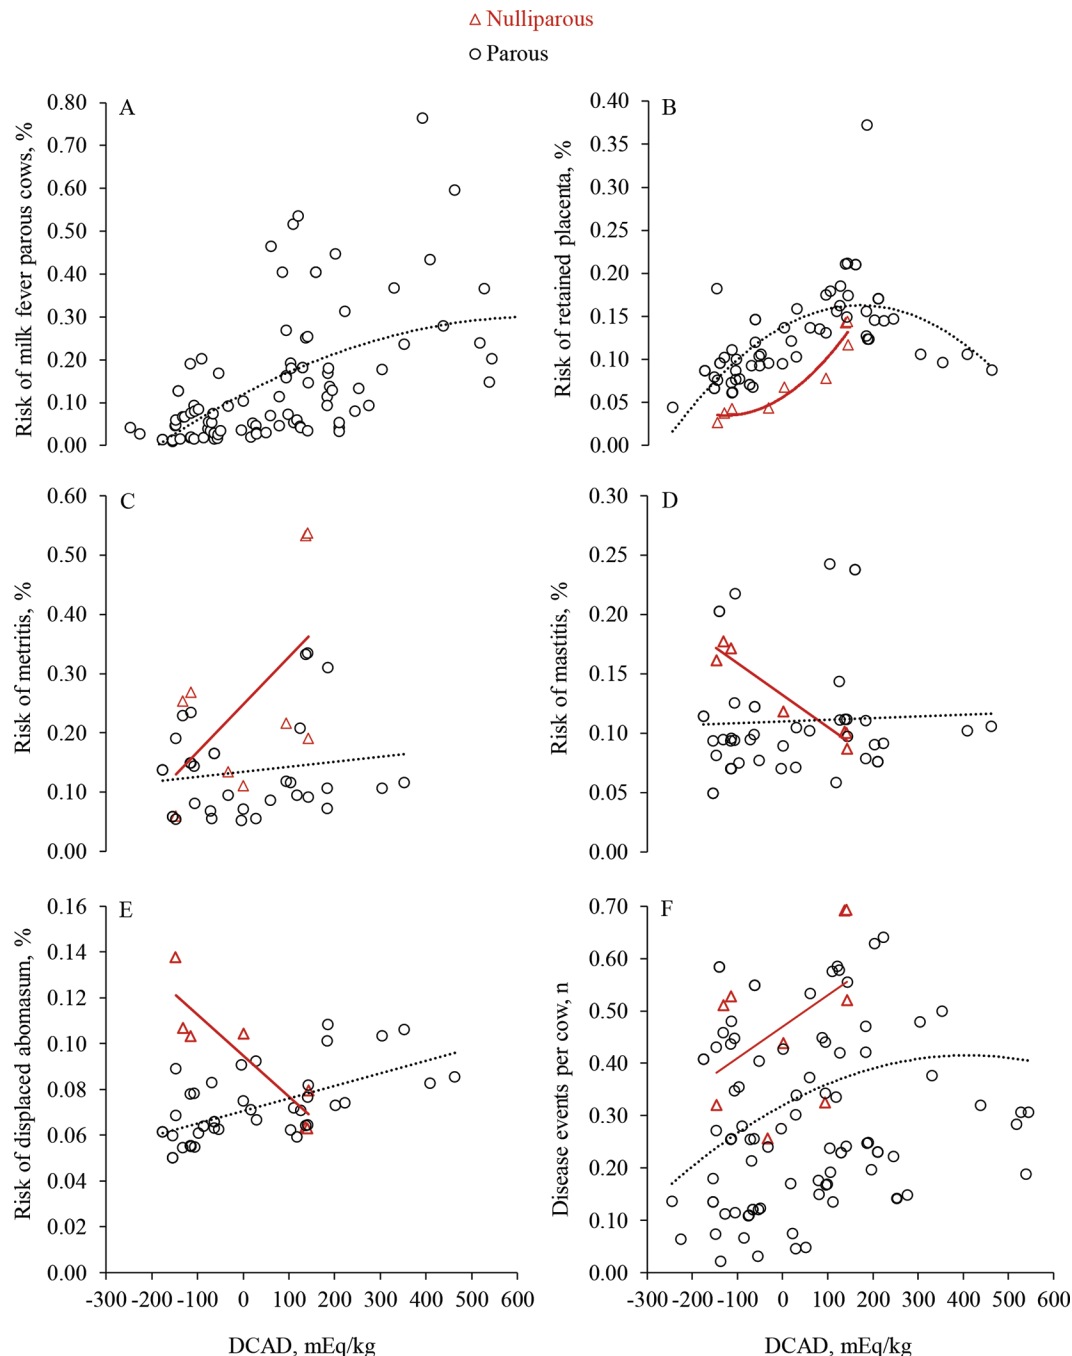 Nulliparous
Parous
A
Risk of milk fever parous cows, %
0.80
0.70
0.60
0.50
0.40
0.30
0.20
0.10
0.00
B
Risk of retained placenta, %
0.40
0.35
0.30
0.25
0.20
0.15
0.10
0.05
0.00
C
Risk of metritis, %
0.60
0.50
0.40
0.30
0.20
0.10
0.00
D
Risk of mastitis, %
0.30
0.25
0.20
0.15
0.10
0.05
0.00
E
Risk of displaced abomasum, %
0.16
0.14
0.12
0.10
0.08
0.06
0.04
0.02
0.00
-300 -200 -100 0 100 200 300 400 500 600
DCAD, mEq/kg
F
Disease events per cow, n
0.70
0.60
0.50
0.40
0.30
0.20
0.10
0.00
-300 -200 -100 0 100 200 300 400 500 600
DCAD, mEq/kg